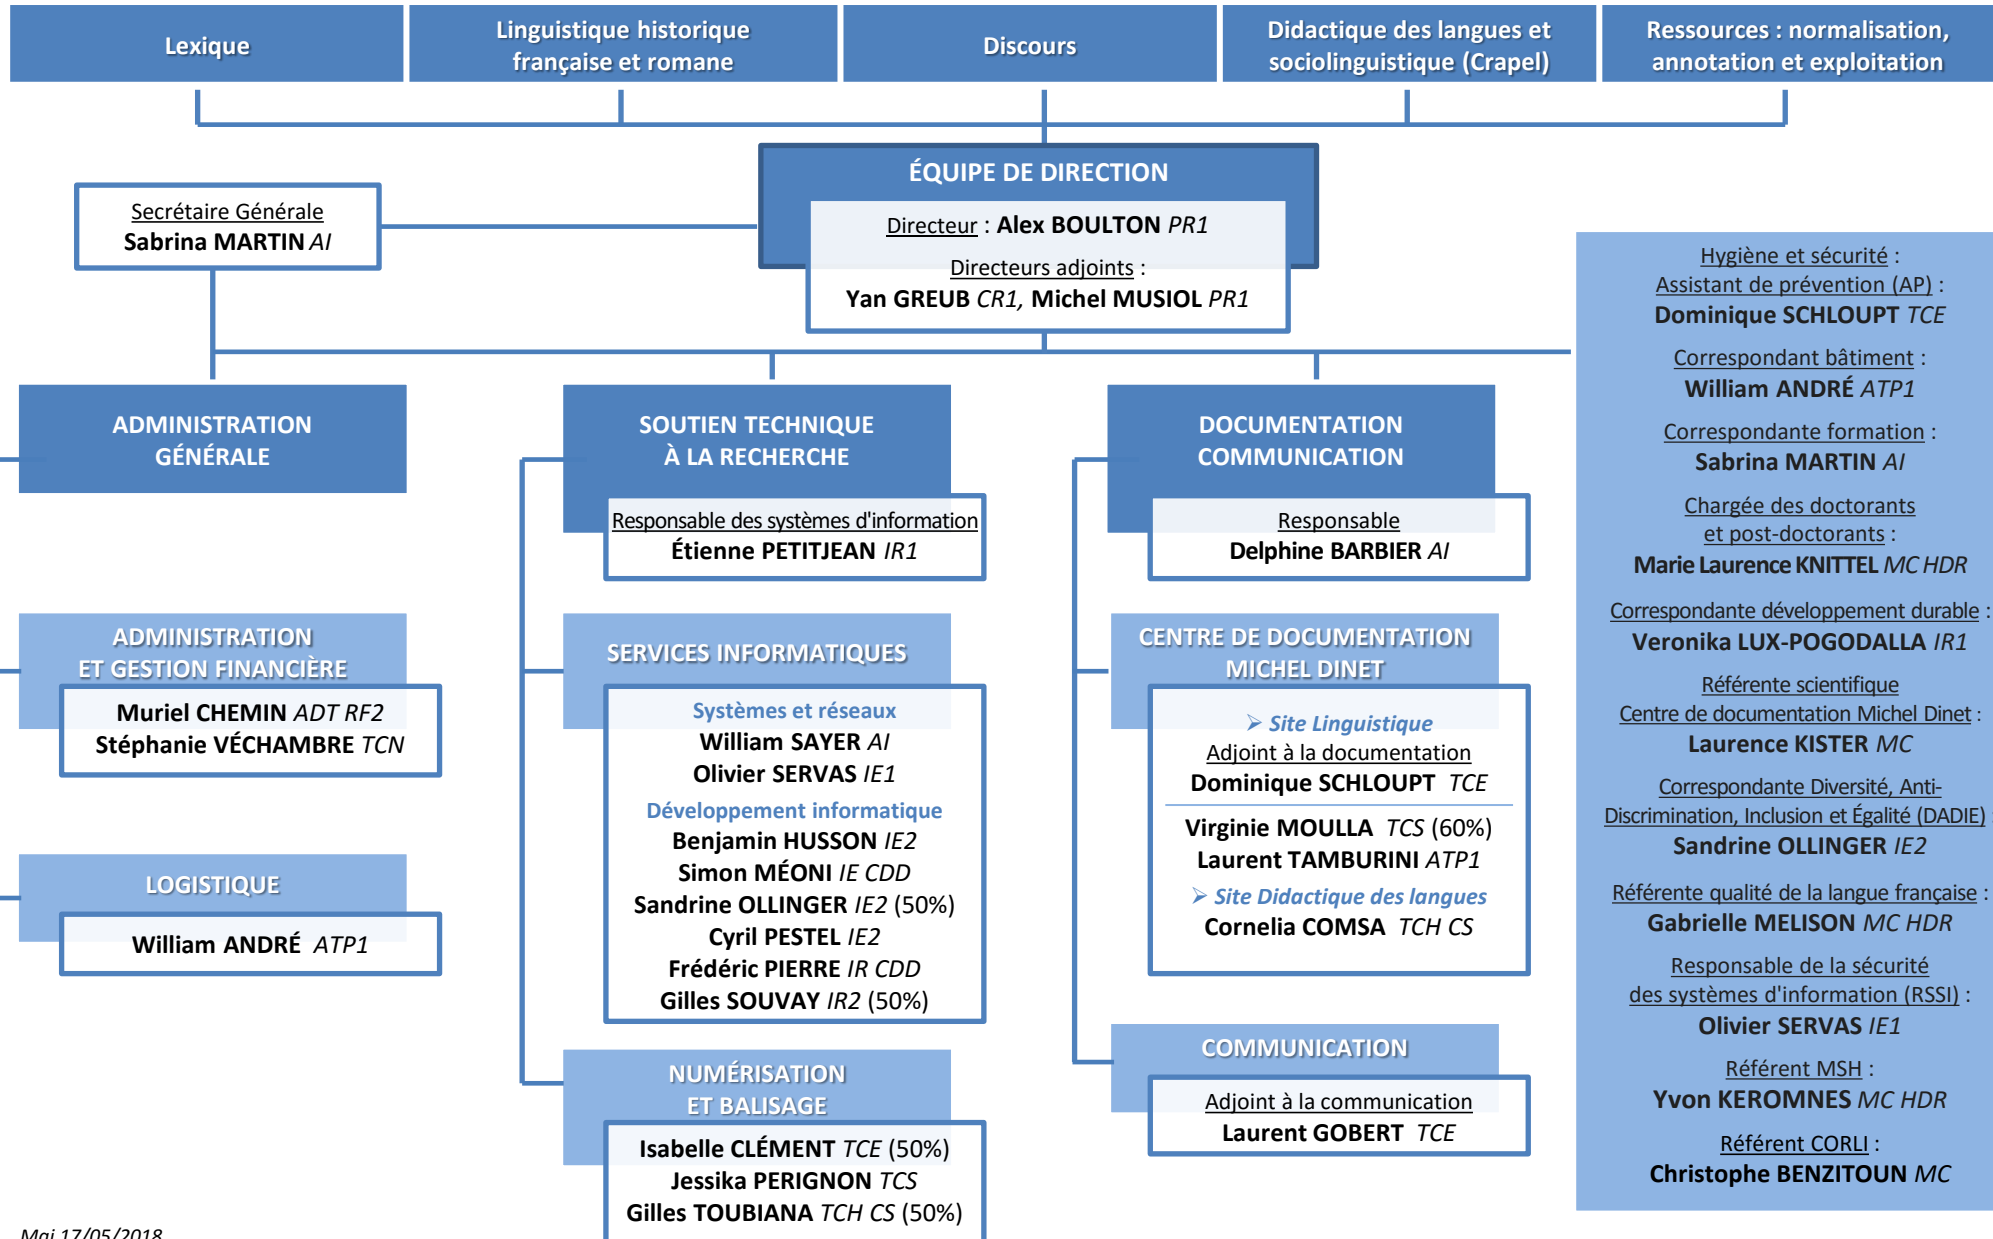 Lexique
Linguistique historique
française et romane
Discours
Didactique des langues et
sociolinguistique (Crapel)
Ressources : normalisation,
annotation et exploitation
ÉQUIPE DE DIRECTION
Directeur : Alex BOULTON PR1
Directeurs adjoints :
Yan GREUB CR1, Michel MUSIOL PR1
Secrétaire Générale
Sabrina MARTIN AI
ADMINISTRATION
GÉNÉRALE
ADMINISTRATION
ET GESTION FINANCIÈRE
Muriel CHEMIN ADT RF2
Stéphanie VÉCHAMBRE TCN
LOGISTIQUE
William ANDRÉ ATP1
SOUTIEN TECHNIQUE
À LA RECHERCHE
Responsable des systèmes d'information
Étienne PETITJEAN IR1
SERVICES INFORMATIQUES
Systèmes et réseaux
William SAYER AI
Olivier SERVAS IE1
Développement informatique
Benjamin HUSSON IE2
Simon MÉONI IE CDD
Sandrine OLLINGER IE2 (50%)
Cyril PESTEL IE2
Frédéric PIERRE IR CDD
Gilles SOUVAY IR2 (50%)
NUMÉRISATION
ET BALISAGE
Isabelle CLÉMENT TCE (50%)
Jessika PERIGNON TCS
Gilles TOUBIANA TCH CS (50%)
DOCUMENTATION
COMMUNICATION
Responsable
Delphine BARBIER AI
CENTRE DE DOCUMENTATION
MICHEL DINET
➢ Site Linguistique
Adjoint à la documentation
Dominique SCHLOUPT TCE
Virginie MOULLA TCS (60%)
Laurent TAMBURINI ATP1
➢ Site Didactique des langues
Cornelia COMSA TCH CS
COMMUNICATION
Adjoint à la communication
Laurent GOBERT TCE
Hygiène et sécurité :
Assistant de prévention (AP) :
Dominique SCHLOUPT TCE
Correspondant bâtiment :
William ANDRÉ ATP1
Correspondante formation :
Sabrina MARTIN AI
Chargée des doctorants
et post-doctorants :
Marie Laurence KNITTEL MC HDR
Correspondante développement durable :
Veronika LUX-POGODALLA IR1
Référente scientifique
Centre de documentation Michel Dinet :
Laurence KISTER MC
Correspondante Diversité, Anti-
Discrimination, Inclusion et Égalité (DADIE) :
Sandrine OLLINGER IE2
Référente qualité de la langue française :
Gabrielle MELISON MC HDR
Responsable de la sécurité
des systèmes d'information (RSSI) :
Olivier SERVAS IE1
Référent MSH :
Yvon KEROMNES MC HDR
Référent CORLI :
Christophe BENZITOUN MC
Maj 17/05/2018